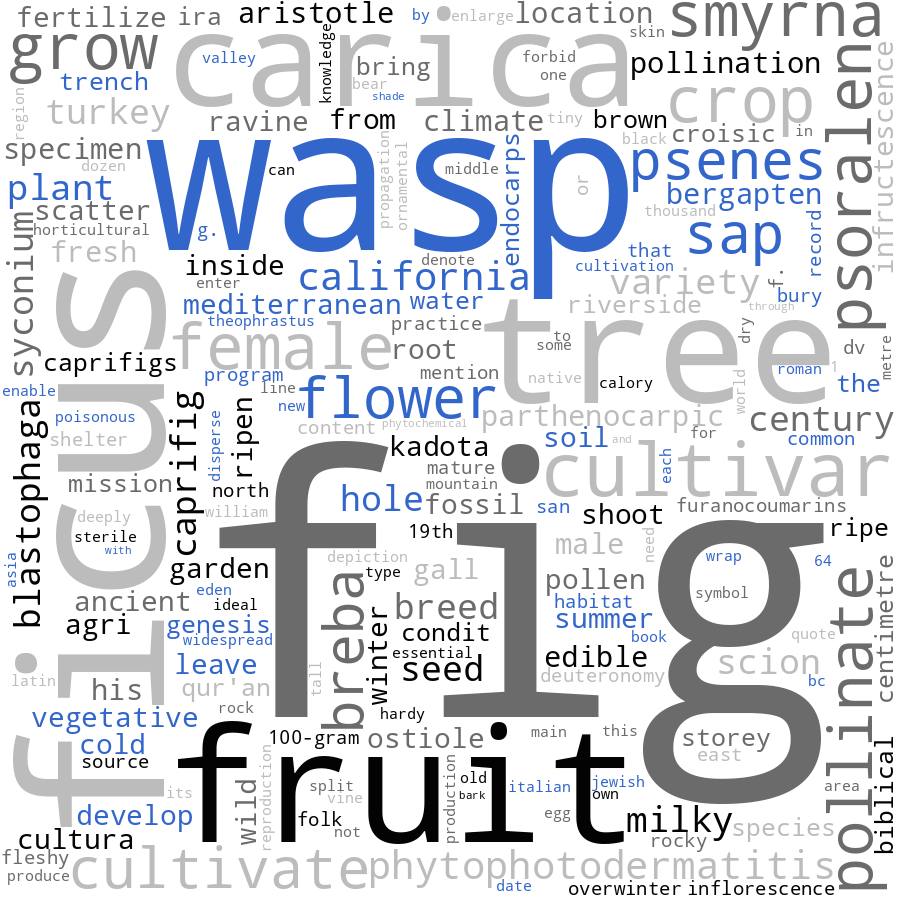 fertilize ira aristotle by enlarge location smyrna
grow carica knowledge valley bring forbid one skin pollination
trench bear shade
region turkey ravine from climate tiny brown crop psoralen infructescence
specimen wasp can propagation ornamental middle or black croisic in
dozen endocarps psenes
plant bergapten
scatter g. thousand
horticultural denote sap record
syconium fresh inside that
enter california cultivation variety f.
mediterranean water riverside bury through
theophrastus practice to tree dry
ficus female root some dv metre
caprifigs mention native calory world roman 1
enable program line new flower the
poisonous caprifig disperse ripen content phytochemical parthenocarpic century
shelter kadota soil and for common
blastophaga mission mature each cultivar
north mountain
william hole fossil san furanocoumarins
deeply fig 19th shoot ripe
sterile with depiction male need wrap
asia garden type gall 64
eden pollen symbol
ancient ideal breba breed habitat
agri genesis winter condit summer book quote pollinate centimetre
widespread essential
leave seed edible scion
latin his qur'an tall deuteronomy bc
rock hardy
vegetative 100-gram ostiole main this storey
cold east
source fruit biblical
its reproduction wild split vine production old italian jewish area
develop bark own
folk not egg milky species
cultura rocky
fleshy cultivate phytophotodermatitis
produce date overwinter inflorescence